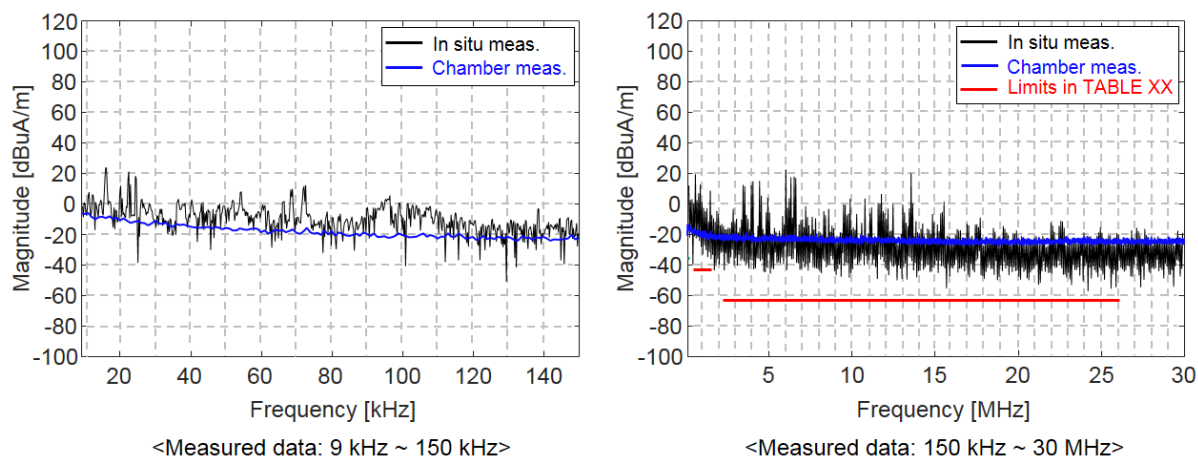 120
100
80
60
40
20
0
-20
-40
-60
-80
-100
Magnitude [dBuA/m]
In situ meas.
Chamber meas.
20 40 60 80 100 120 140
Frequency [kHz]
<Measured data: 9 kHz ~ 150 kHz>
120
100
80
60
40
20
0
-20
-40
-60
-80
-100
Magnitude [dBuA/m]
In situ meas.
Chamber meas.
Limits in TABLE XX
5 10 15 20 25 30
Frequency [MHz]
<Measured data: 150 kHz ~ 30 MHz>